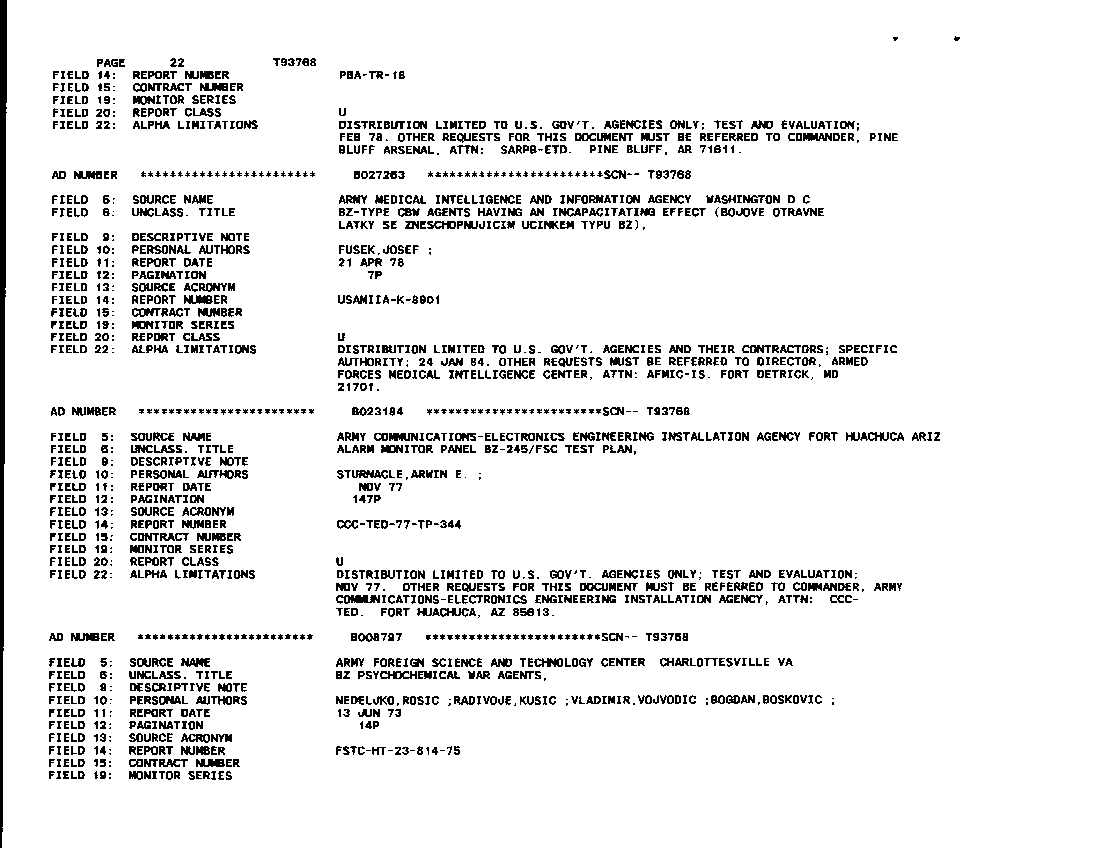 PAGE 22 T93768
FIELD 14: REPORT NUMBER PBA-TR-16
FIELD 15: CONTRACT NUMBER
FIELD 19: MONITOR SERIES
FIELD 20: REPORT CLASS U
FIELD 22: ALPHA LIMITATIONS DISTRIBUTION LIMITED TO U.S. GOV'T. AGENCIES ONLY; TEST AND EVALUATION;
FEB 78. OTHER REQUESTS FOR THIS DOCUMENT MUST BE REFERRED TO COMMANDER, PINE
BLUFF ARSENAL, ATTN: SARPB-ETD. PINE BLUFF, AR 71611.
AD NUMBER ************************ B027263 ************************SCN-- T93768
FIELD 5: SOURCE NAME ARMY MEDICAL INTELLIGENCE AND INFORMATION AGENCY WASHINGTON D C
FIELD 6: UNCLASS. TITLE BZ-TYPE CBW AGENTS HAVING AN INCAPACITATING EFFECT (BOJOVE OTRAVNE
LATKY SE ZNESCHOPNUJICIM UCINKEM TYPU BZ),
FIELD 9: DESCRIPTIVE NOTE
FIELD 10: PERSONAL AUTHORS FUSEK,JOSEF ;
FIELD 11: REPORT DATE 21 APR 78
FIELD 12: PAGINATION 7P
FIELD 13: SOURCE ACRONYM
FIELD 14: REPORT NUMBER USAMIIA-K-8901
FIELD 15: CONTRACT NUMBER
FIELD 19: MONITOR SERIES
FIELD 20: REPORT CLASS U
FIELD 22: ALPHA LIMITATIONS DISTRIBUTION LIMITED TO U.S. GOV'T. AGENCIES AND THEIR CONTRACTORS; SPECIFIC
AUTHORITY; 24 JAN 84. OTHER REQUESTS MUST BE REFERRED TO DIRECTOR, ARMED
FORCES MEDICAL INTELLIGENCE CENTER, ATTN: AFMIC-IS. FORT DETRICK, MD
21701.
AD NUMBER ************************ B023184 ************************SCN-- T93768
FIELD 5: SOURCE NAME ARMY COMMUNICATIONS-ELECTRONICS ENGINEERING INSTALLATION AGENCY FORT HUACHUCA ARIZ
FIELD 6: UNCLASS. TITLE ALARM MONITOR PANEL BZ-245/FSC TEST PLAN,
FIELD 9: DESCRIPTIVE NOTE
FIELD 10: PERSONAL AUTHORS STURNACLE,ARWIN E. ;
FIELD 11: REPORT DATE NOV 77
FIELD 12: PAGINATION 147P
FIELD 13: SOURCE ACRONYM
FIELD 14: REPORT NUMBER CCC-TED-77-TP-344
FIELD 15: CONTRACT NUMBER
FIELD 19: MONITOR SERIES
FIELD 20: REPORT CLASS U
FIELD 22: ALPHA LIMITATIONS DISTRIBUTION LIMITED TO U.S. GOV'T. AGENCIES ONLY; TEST AND EVALUATION;
NOV 77. OTHER REQUESTS FOR THIS DOCUMENT MUST BE REFERRED TO COMMANDER, ARMY
COMMUNICATIONS-ELECTRONICS ENGINEERING INSTALLATION AGENCY, ATTN: CCC-
TED. FORT HUACHUCA, AZ 85613.
AD NUMBER ************************ B008797 ************************SCN-- T93768
FIELD 5: SOURCE NAME ARMY FOREIGN SCIENCE AND TECHNOLOGY CENTER CHARLOTTESVILLE VA
FIELD 6: UNCLASS. TITLE BZ PSYCHOCHEMICAL WAR AGENTS,
FIELD 9: DESCRIPTIVE NOTE
FIELD 10: PERSONAL AUTHORS NEDELJKO,ROSIC ;RADIVOJE,KUSIC ;VLADIMIR,VOJVODIC ;BOGDAN,BOSKOVIC ;
FIELD 11: REPORT DATE 13 JUN 73
FIELD 12: PAGINATION 14P
FIELD 13: SOURCE ACRONYM
FIELD 14: REPORT NUMBER FSTC-HT-23-814-75
FIELD 15: CONTRACT NUMBER
FIELD 19: MONITOR SERIES